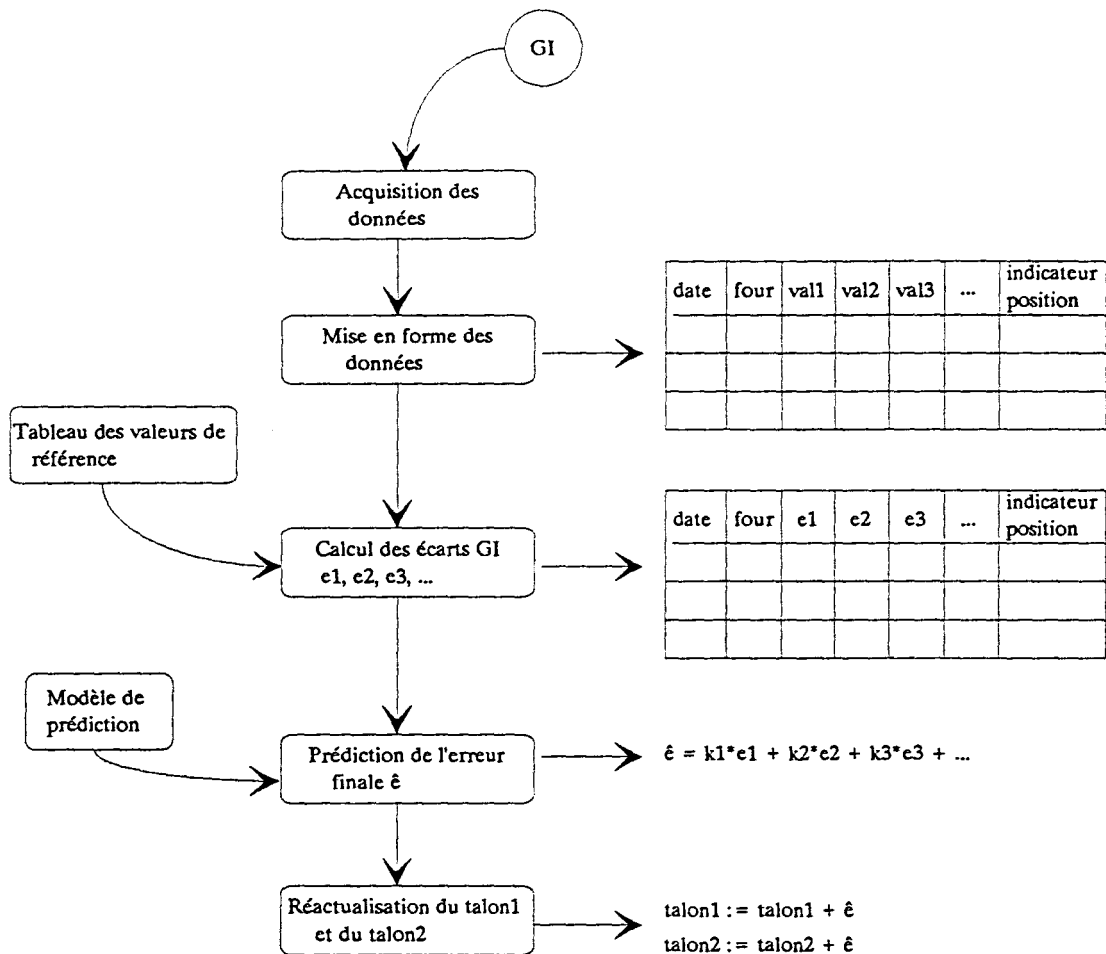 GI
Acquisition des
données
date four val1 val2 val3 ... indicateur
position
Mise en forme des
données
Tableau des valeurs de
référence
date four e1 e2 e3 ... indicateur
position
Calcul des écarts GI
e1, e2, e3, ...
Modèle de
prédiction
Prédiction de l'erreur
finale ê
ê = k1*e1 + k2*e2 + k3*e3 + ...
Réactualisation du talon1
et du talon2
talon1 := talon1 + ê
talon2 := talon2 + ê